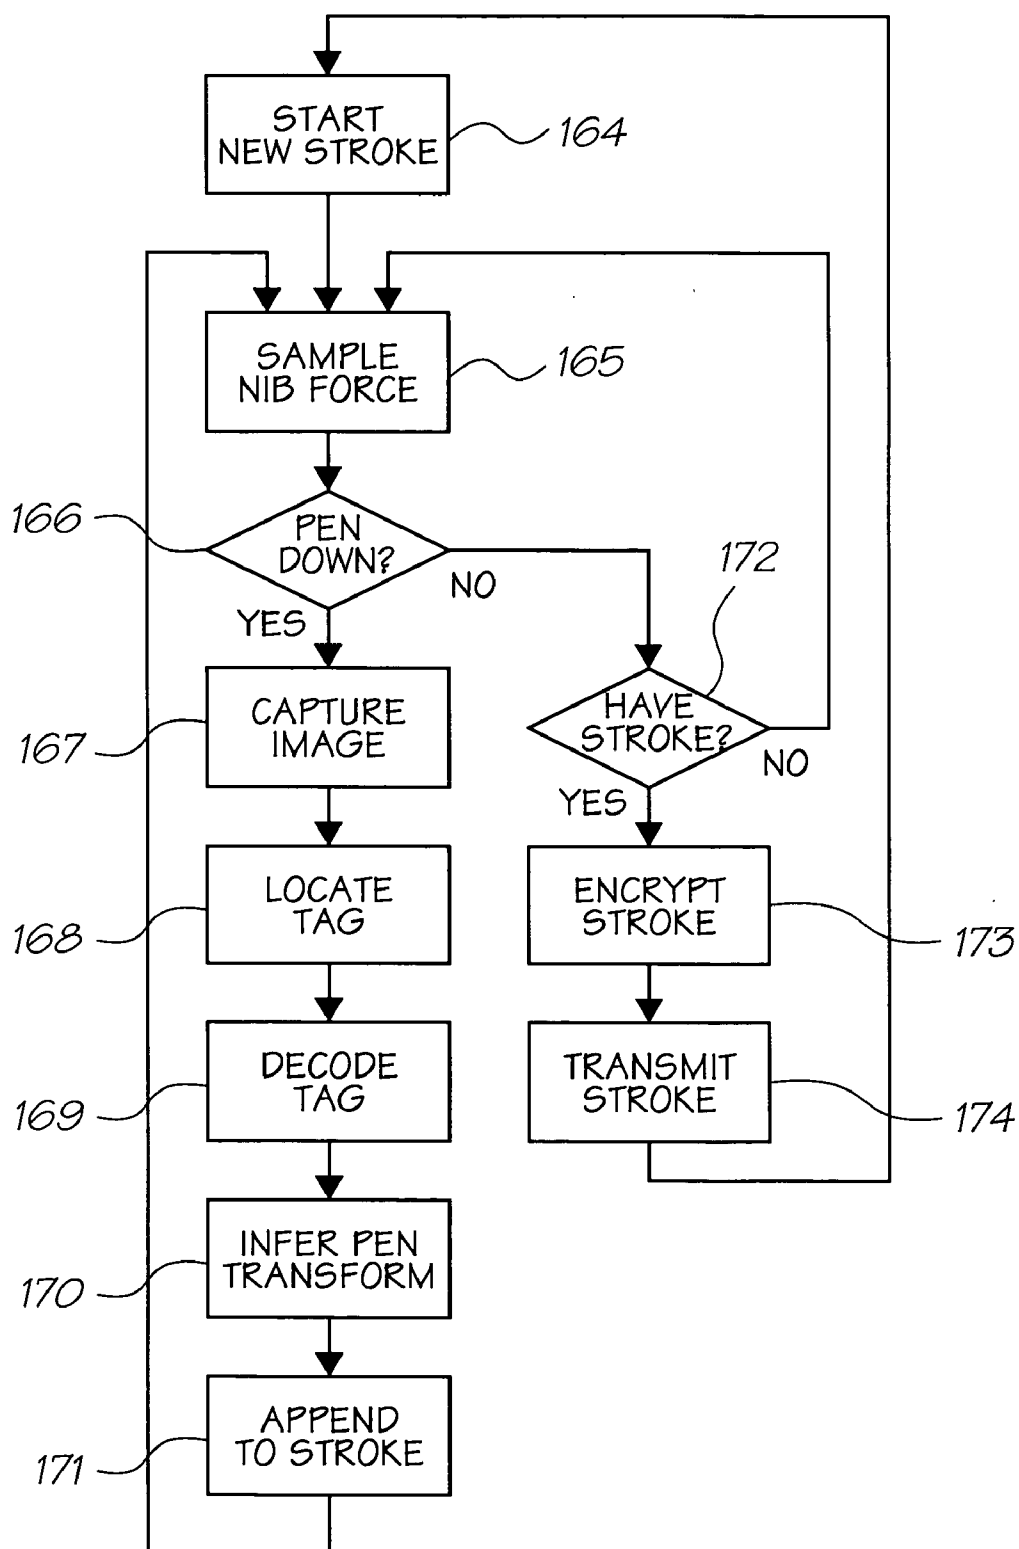 START
NEW STROKE
164
SAMPLE
NIB FORCE
165
166
PEN
DOWN?
NO
YES
172
CAPTURE
IMAGE
167
HAVE
STROKE?
NO
YES
LOCATE
TAG
168
ENCRYPT
STROKE
173
DECODE
TAG
169
TRANSMIT
STROKE
174
INFER PEN
TRANSFORM
170
APPEND
TO STROKE
171